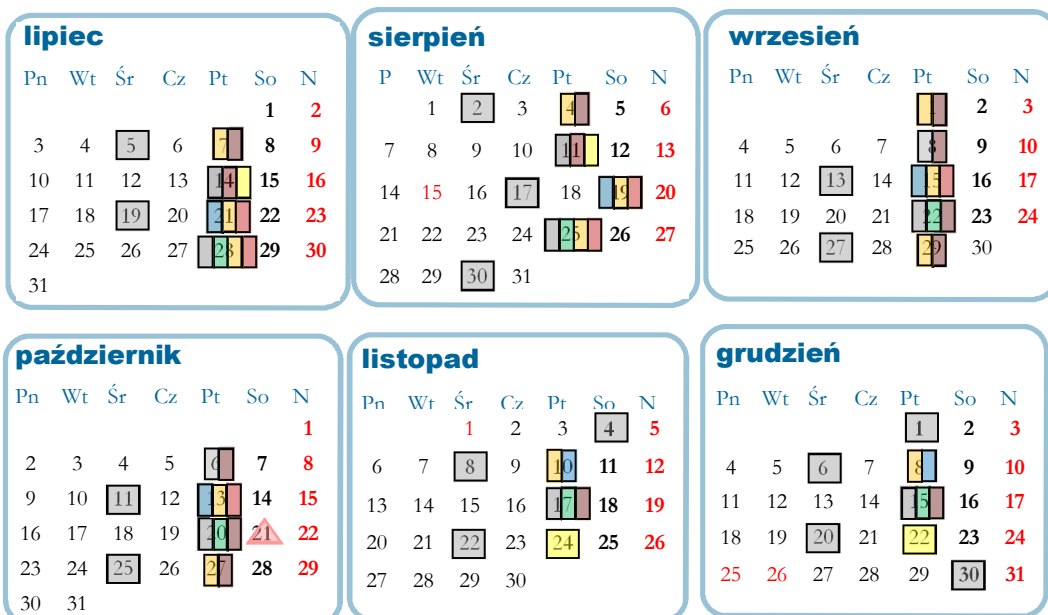 lipiec
Pn Wt Śr Cz Pt So N
1 2
3 4 5 6 7 8 9
10 11 12 13 14 15 16
17 18 19 20 21 22 23
24 25 26 27 28 29 30
31
sierpień
P Wt Śr Cz Pt So N
1 2 3 4 5 6
7 8 9 10 11 12 13
14 15 16 17 18 19 20
21 22 23 24 25 26 27
28 29 30 31
wrzesień
Pn Wt Śr Cz Pt So N
1 2 3
4 5 6 7 8 9 10
11 12 13 14 15 16 17
18 19 20 21 22 23 24
25 26 27 28 29 30
październik
Pn Wt Śr Cz Pt So N
1
2 3 4 5 6 7 8
9 10 11 12 13 14 15
16 17 18 19 20 21 22
23 24 25 26 27 28 29
30 31
listopad
Pn Wt Śr Cz Pt So N
1 2 3 4 5
6 7 8 9 10 11 12
13 14 15 16 17 18 19
20 21 22 23 24 25 26
27 28 29 30
grudzień
Pn Wt Śr Cz Pt So N
1 2 3
4 5 6 7 8 9 10
11 12 13 14 15 16 17
18 19 20 21 22 23 24
25 26 27 28 29 30 31